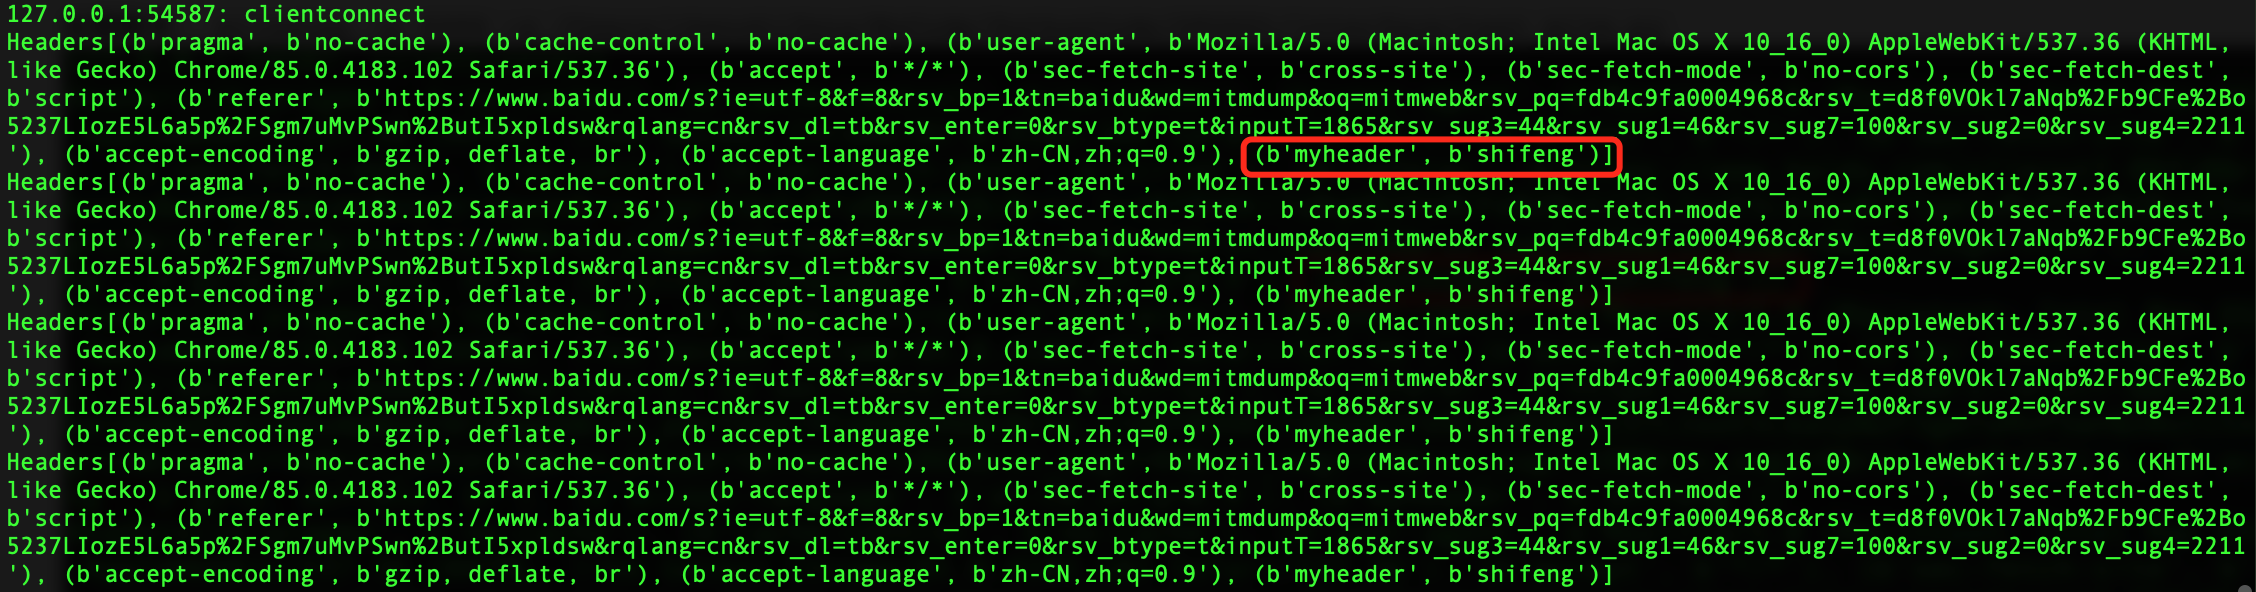 127.0.0.1:54587: clientconnect
Headers[(b'pragma', b'no-cache'), (b'cache-control', b'no-cache'), (b'user-agent', b'Mozilla/5.0 (Macintosh; Intel Mac OS X 10_16_0) AppleWebKit/537.36 (KHTML,
like Gecko) Chrome/85.0.4183.102 Safari/537.36'), (b'accept', b'*/*'), (b'sec-fetch-site', b'cross-site'), (b'sec-fetch-mode', b'no-cors'), (b'sec-fetch-dest',
b'script'), (b'referer', b'https://www.baidu.com/s?ie=utf-8&f=8&rsv_bp=1&tn=baidu&wd=mitmdump&oq=mitmweb&rsv_pq=fdb4c9fa0004968c&rsv_t=d8f0VOkl7aNqb%2Fb9CFe%2Bo
5237LIozE5L6a5p%2FSgm7uMvPSwn%2ButI5xpldsw&rqlang=cn&rsv_dl=tb&rsv_enter=0&rsv_btype=t&inputT=1865&rsv_sug3=44&rsv_sug1=46&rsv_sug7=100&rsv_sug2=0&rsv_sug4=2211
'), (b'accept-encoding', b'gzip, deflate, br'), (b'accept-language', b'zh-CN,zh;q=0.9'), (b'myheader', b'shifeng')]
Headers[(b'pragma', b'no-cache'), (b'cache-control', b'no-cache'), (b'user-agent', b'Mozilla/5.0 (Macintosh; Intel Mac OS X 10_16_0) AppleWebKit/537.36 (KHTML,
like Gecko) Chrome/85.0.4183.102 Safari/537.36'), (b'accept', b'*/*'), (b'sec-fetch-site', b'cross-site'), (b'sec-fetch-mode', b'no-cors'), (b'sec-fetch-dest',
b'script'), (b'referer', b'https://www.baidu.com/s?ie=utf-8&f=8&rsv_bp=1&tn=baidu&wd=mitmdump&oq=mitmweb&rsv_pq=fdb4c9fa0004968c&rsv_t=d8f0VOkl7aNqb%2Fb9CFe%2Bo
5237LIozE5L6a5p%2FSgm7uMvPSwn%2ButI5xpldsw&rqlang=cn&rsv_dl=tb&rsv_enter=0&rsv_btype=t&inputT=1865&rsv_sug3=44&rsv_sug1=46&rsv_sug7=100&rsv_sug2=0&rsv_sug4=2211
'), (b'accept-encoding', b'gzip, deflate, br'), (b'accept-language', b'zh-CN,zh;q=0.9'), (b'myheader', b'shifeng')]
Headers[(b'pragma', b'no-cache'), (b'cache-control', b'no-cache'), (b'user-agent', b'Mozilla/5.0 (Macintosh; Intel Mac OS X 10_16_0) AppleWebKit/537.36 (KHTML,
like Gecko) Chrome/85.0.4183.102 Safari/537.36'), (b'accept', b'*/*'), (b'sec-fetch-site', b'cross-site'), (b'sec-fetch-mode', b'no-cors'), (b'sec-fetch-dest',
b'script'), (b'referer', b'https://www.baidu.com/s?ie=utf-8&f=8&rsv_bp=1&tn=baidu&wd=mitmdump&oq=mitmweb&rsv_pq=fdb4c9fa0004968c&rsv_t=d8f0VOkl7aNqb%2Fb9CFe%2Bo
5237LIozE5L6a5p%2FSgm7uMvPSwn%2ButI5xpldsw&rqlang=cn&rsv_dl=tb&rsv_enter=0&rsv_btype=t&inputT=1865&rsv_sug3=44&rsv_sug1=46&rsv_sug7=100&rsv_sug2=0&rsv_sug4=2211
'), (b'accept-encoding', b'gzip, deflate, br'), (b'accept-language', b'zh-CN,zh;q=0.9'), (b'myheader', b'shifeng')]
Headers[(b'pragma', b'no-cache'), (b'cache-control', b'no-cache'), (b'user-agent', b'Mozilla/5.0 (Macintosh; Intel Mac OS X 10_16_0) AppleWebKit/537.36 (KHTML,
like Gecko) Chrome/85.0.4183.102 Safari/537.36'), (b'accept', b'*/*'), (b'sec-fetch-site', b'cross-site'), (b'sec-fetch-mode', b'no-cors'), (b'sec-fetch-dest',
b'script'), (b'referer', b'https://www.baidu.com/s?ie=utf-8&f=8&rsv_bp=1&tn=baidu&wd=mitmdump&oq=mitmweb&rsv_pq=fdb4c9fa0004968c&rsv_t=d8f0VOkl7aNqb%2Fb9CFe%2Bo
5237LIozE5L6a5p%2FSgm7uMvPSwn%2ButI5xpldsw&rqlang=cn&rsv_dl=tb&rsv_enter=0&rsv_btype=t&inputT=1865&rsv_sug3=44&rsv_sug1=46&rsv_sug7=100&rsv_sug2=0&rsv_sug4=2211
'), (b'accept-encoding', b'gzip, deflate, br'), (b'accept-language', b'zh-CN,zh;q=0.9'), (b'myheader', b'shifeng')]